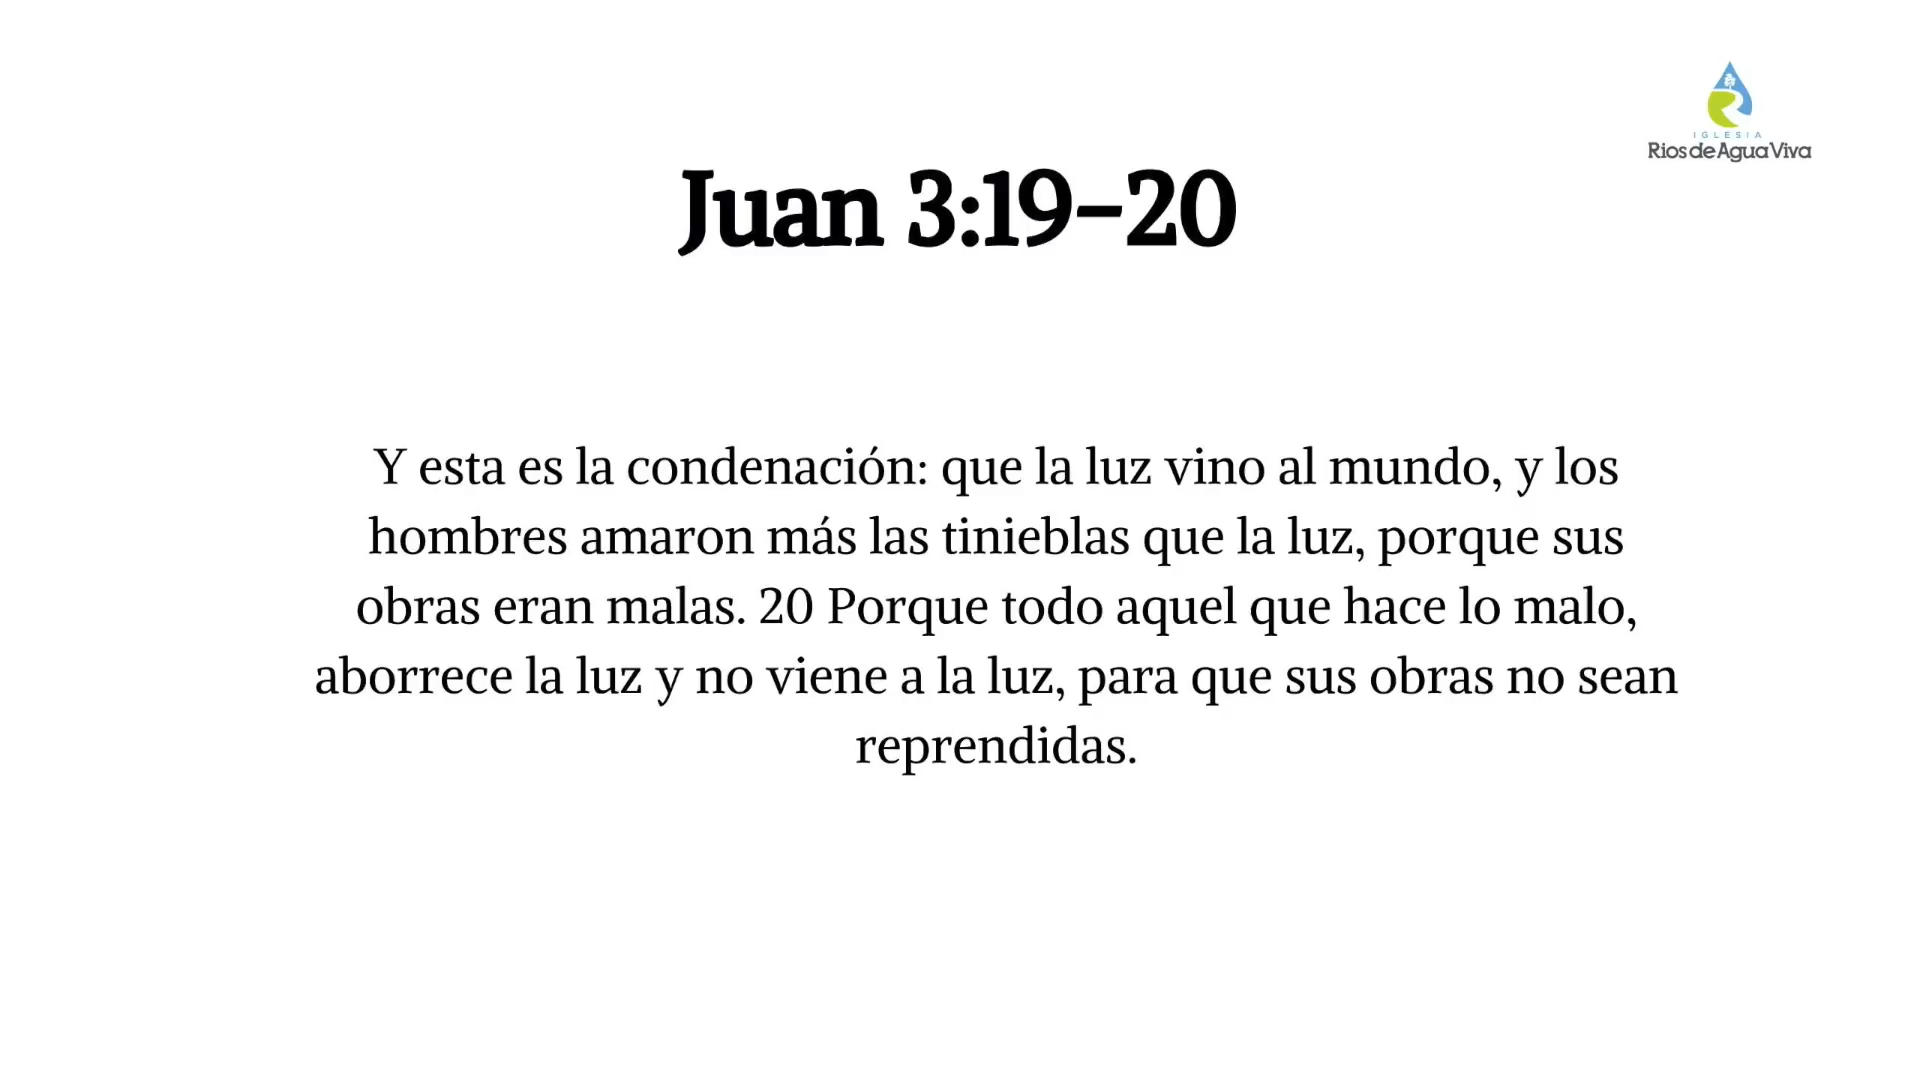 IGLESIA
Rios de Agua Viva
Juan 3:19-20
Y esta es la condenación: que la luz vino al mundo, y los
hombres amaron más las tinieblas que la luz, porque sus
obras eran malas. 20 Porque todo aquel que hace lo malo,
aborrece la luz y no viene a la luz, para que sus obras no sean
reprendidas.